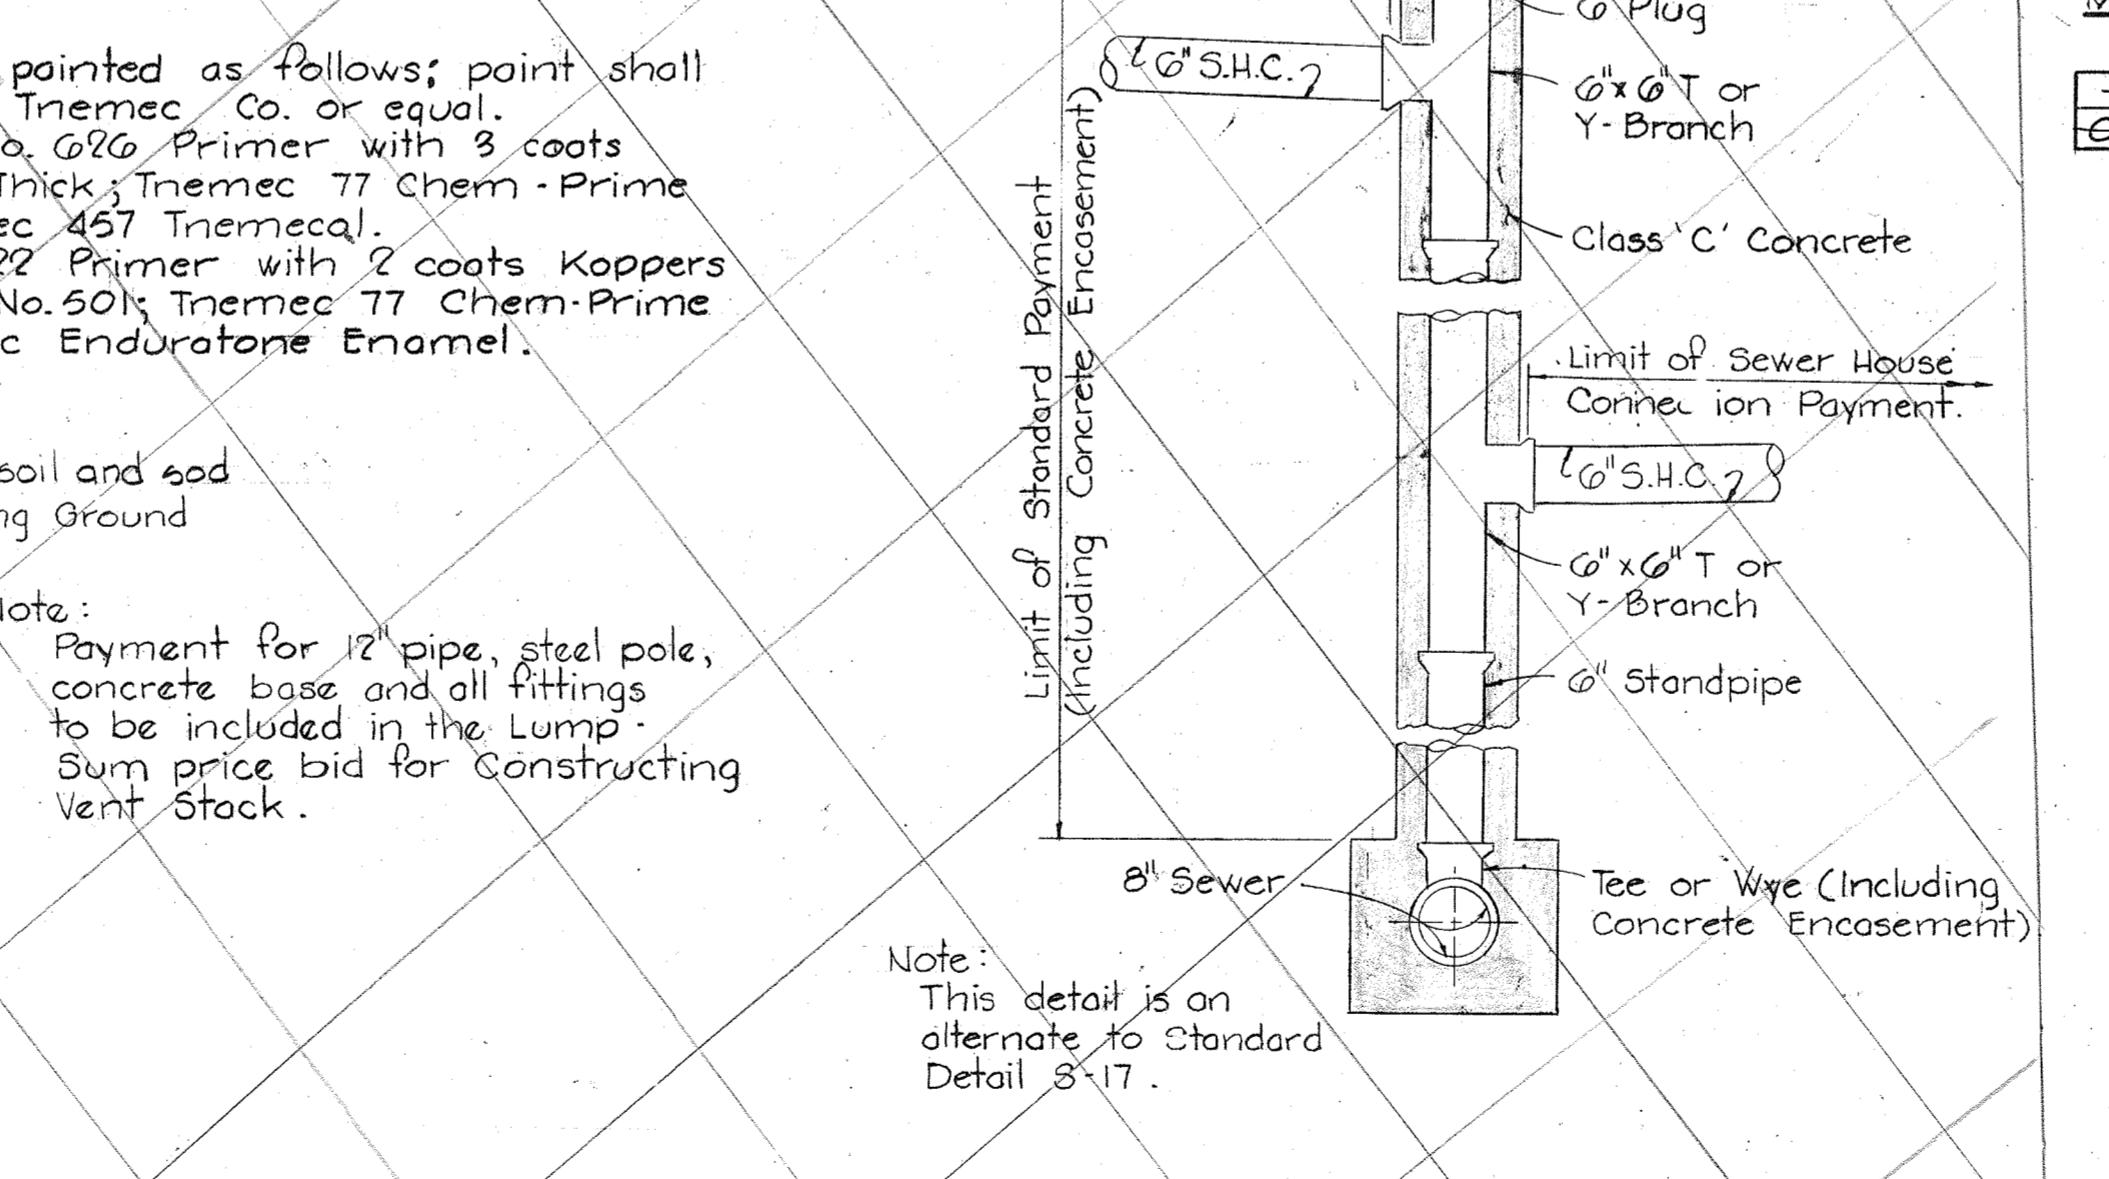 painted as follows; paint shall
Tnemec Co. or equal.
o. 626 Primer with 3 coats
Thick; Tnemec 77 Chem-Prime
ec 457 Tnemecal.
22 Primer with 2 coats Koppers
No. 501; Tnemec 77 Chem-Prime
c Enduratone Enamel.
soil and sod
ng Ground
Note:
Payment for 12" pipe, steel pole,
concrete base and all fittings
to be included in the Lump -
Sum price bid for Constructing
Vent Stack.
Limit of Standard Payment
(Including Concrete Encasement)
6" Plug
6" S.H.C.
6"x6" T or
Y-Branch
Class 'C' Concrete
Limit of Sewer House
Connec ion Payment.
6" S.H.C.
6"x6" T or
Y-Branch
6" Standpipe
8" Sewer
Tee or Wye (Including
Concrete Encasement)
Note:
This detail is an
alternate to Standard
Detail S-17.